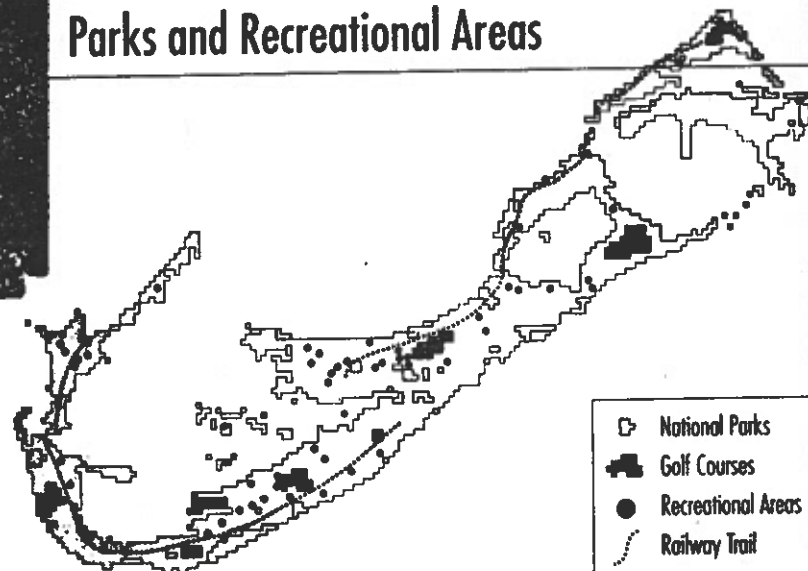 Parks and Recreational Areas
National Parks
Golf Courses
Recreational Areas
Railway Trail